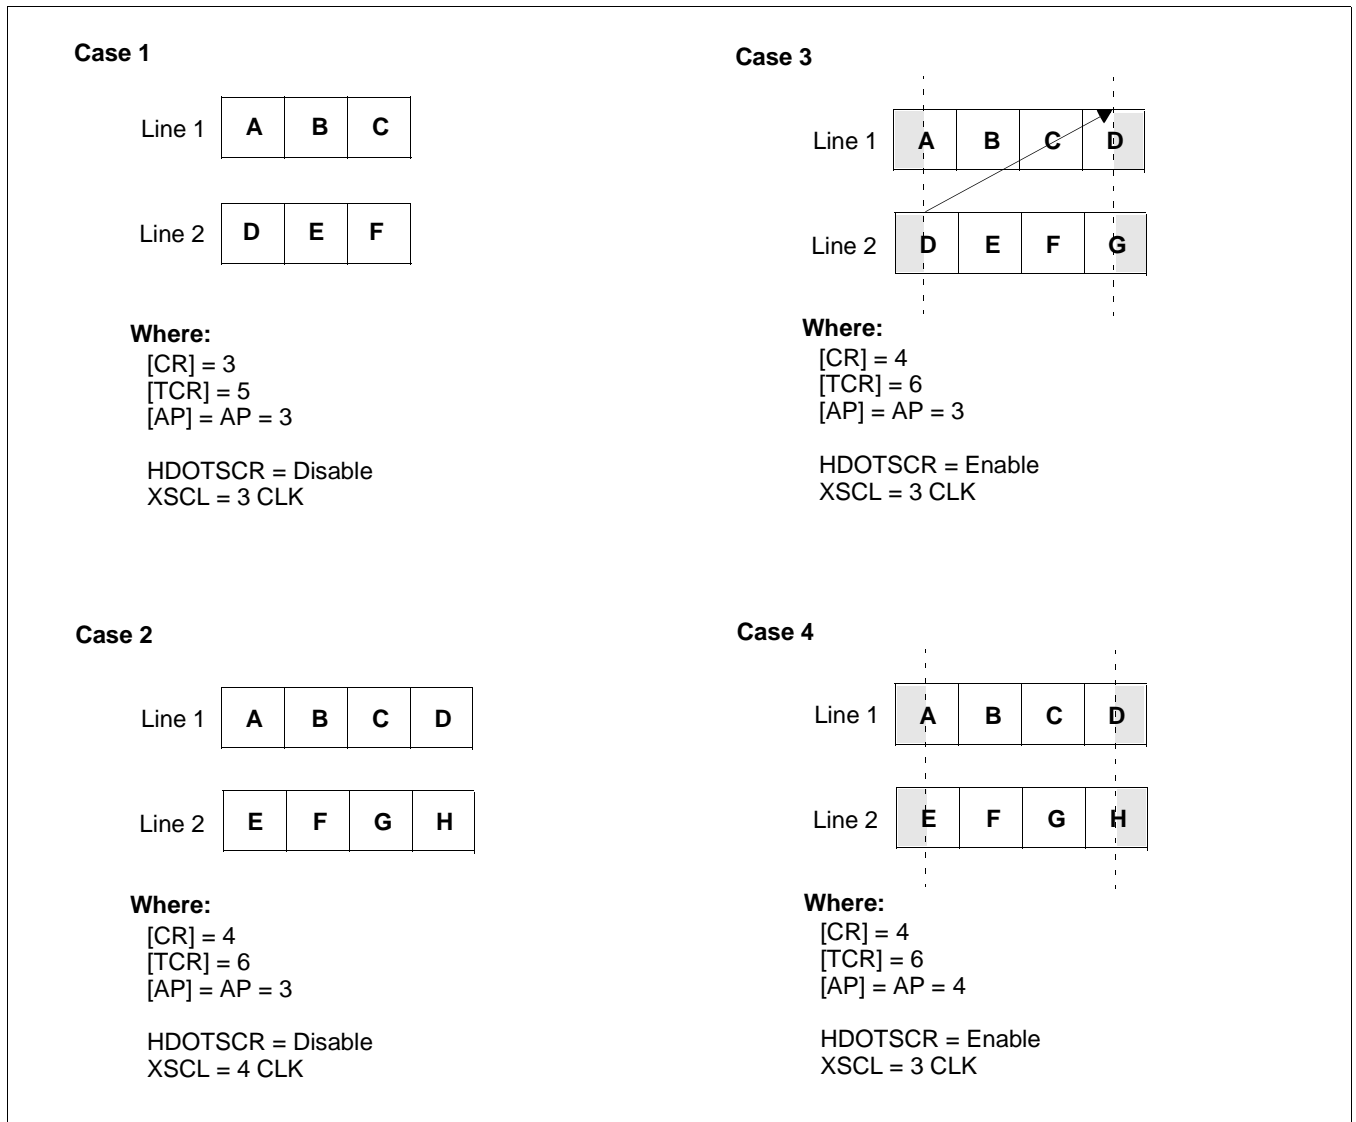 Case 1
Line 1 A B C
Line 2 D E F
Where:
[CR] = 3
[TCR] = 5
[AP] = AP = 3
HDOTSCR = Disable
XSCL = 3 CLK
Case 3
Line 1 A B C D
Line 2 D E F G
Where:
[CR] = 4
[TCR] = 6
[AP] = AP = 3
HDOTSCR = Enable
XSCL = 3 CLK
Case 2
Line 1 A B C D
Line 2 E F G H
Where:
[CR] = 4
[TCR] = 6
[AP] = AP = 3
HDOTSCR = Disable
XSCL = 4 CLK
Case 4
Line 1 A B C D
Line 2 E F G H
Where:
[CR] = 4
[TCR] = 6
[AP] = AP = 4
HDOTSCR = Enable
XSCL = 3 CLK